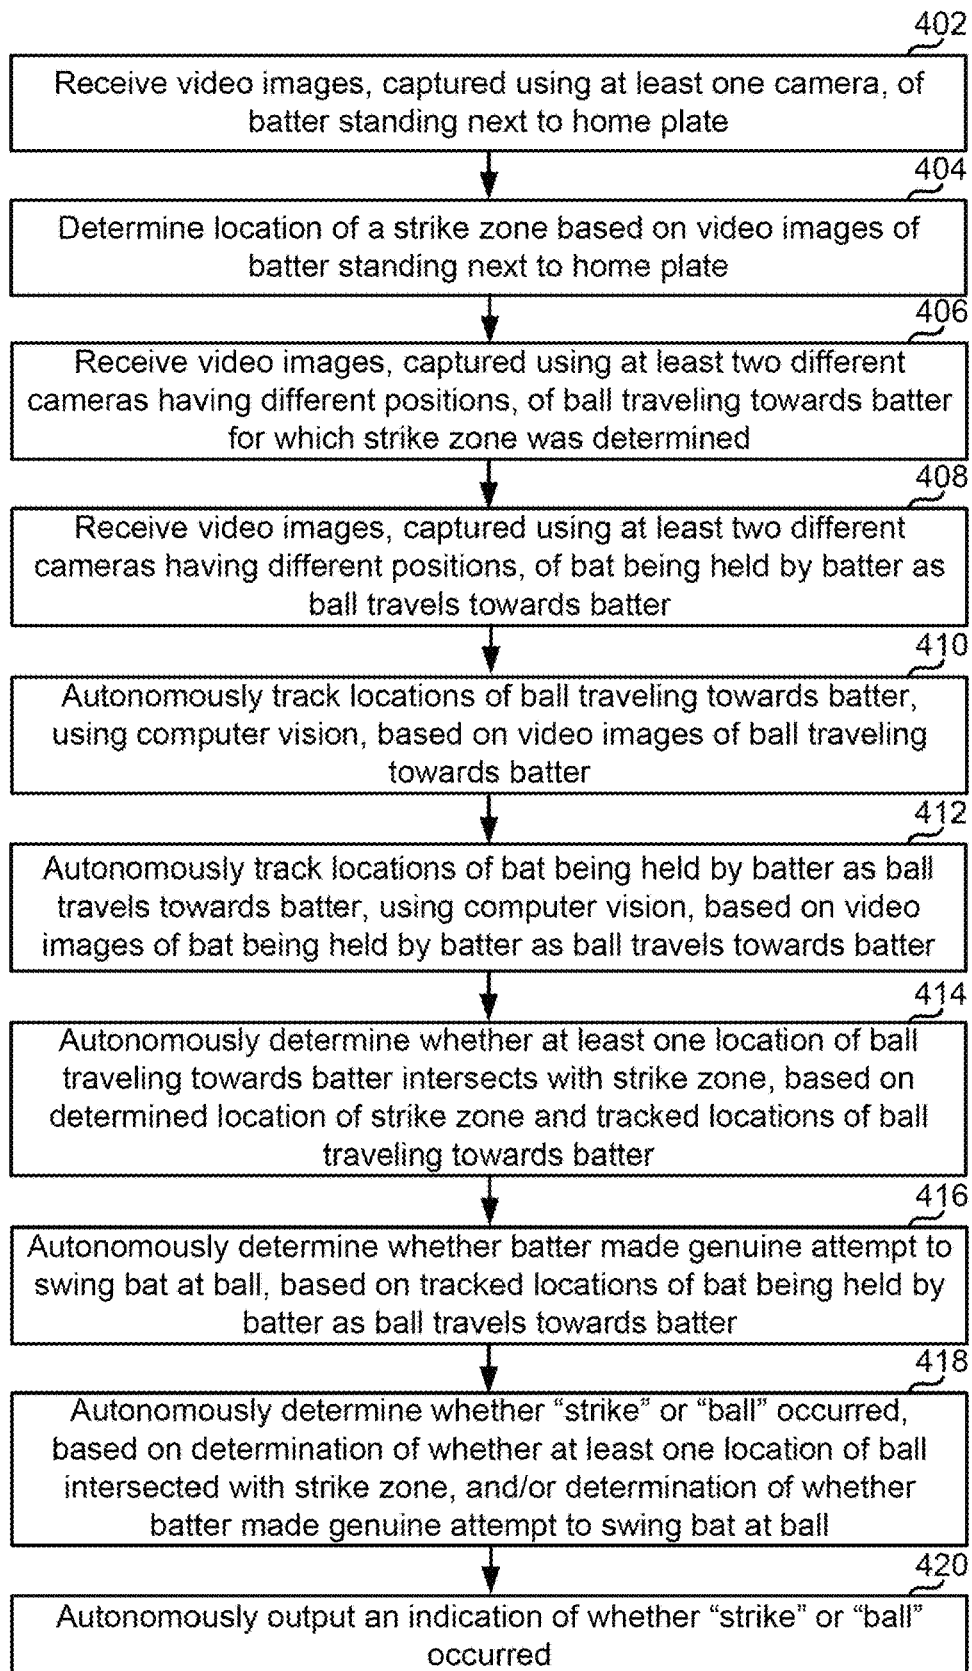 402
Receive video images, captured using at least one camera, of
batter standing next to home plate
404
Determine location of a strike zone based on video images of
batter standing next to home plate
406
Receive video images, captured using at least two different
cameras having different positions, of ball traveling towards batter
for which strike zone was determined
408
Receive video images, captured using at least two different
cameras having different positions, of bat being held by batter as
ball travels towards batter
410
Autonomously track locations of ball traveling towards batter,
using computer vision, based on video images of ball traveling
towards batter
412
Autonomously track locations of bat being held by batter as ball
travels towards batter, using computer vision, based on video
images of bat being held by batter as ball travels towards batter
414
Autonomously determine whether at least one location of ball
traveling towards batter intersects with strike zone, based on
determined location of strike zone and tracked locations of ball
traveling towards batter
416
Autonomously determine whether batter made genuine attempt to
swing bat at ball, based on tracked locations of bat being held by
batter as ball travels towards batter
418
Autonomously determine whether “strike” or “ball” occurred,
based on determination of whether at least one location of ball
intersected with strike zone, and/or determination of whether
batter made genuine attempt to swing bat at ball
420
Autonomously output an indication of whether “strike” or “ball”
occurred